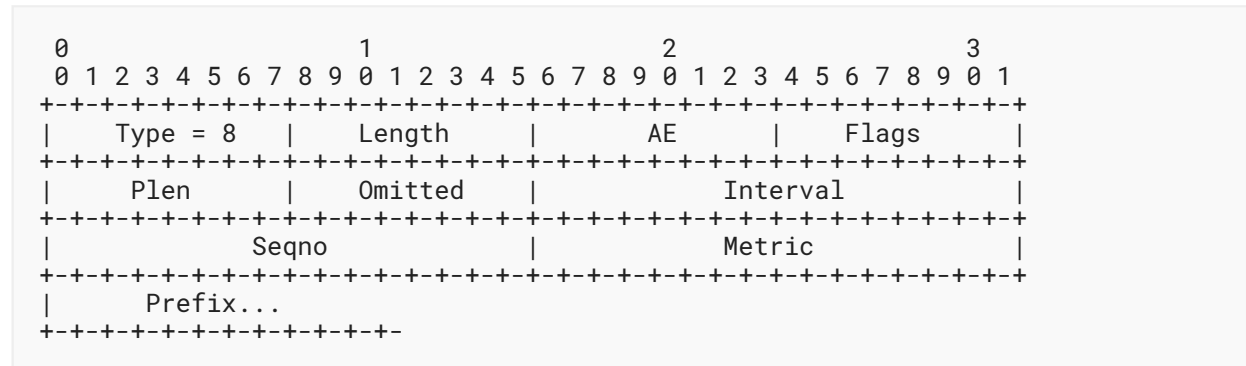 0                   1                   2                   3
 0 1 2 3 4 5 6 7 8 9 0 1 2 3 4 5 6 7 8 9 0 1 2 3 4 5 6 7 8 9 0 1
+-+-+-+-+-+-+-+-+-+-+-+-+-+-+-+-+-+-+-+-+-+-+-+-+-+-+-+-+-+-+-+-+
|    Type = 8   |    Length     |       AE      |    Flags      |
+-+-+-+-+-+-+-+-+-+-+-+-+-+-+-+-+-+-+-+-+-+-+-+-+-+-+-+-+-+-+-+-+
|     Plen      |    Omitted    |            Interval           |
+-+-+-+-+-+-+-+-+-+-+-+-+-+-+-+-+-+-+-+-+-+-+-+-+-+-+-+-+-+-+-+-+
|             Seqno             |            Metric             |
+-+-+-+-+-+-+-+-+-+-+-+-+-+-+-+-+-+-+-+-+-+-+-+-+-+-+-+-+-+-+-+-+
|      Prefix...
+-+-+-+-+-+-+-+-+-+-+-+-